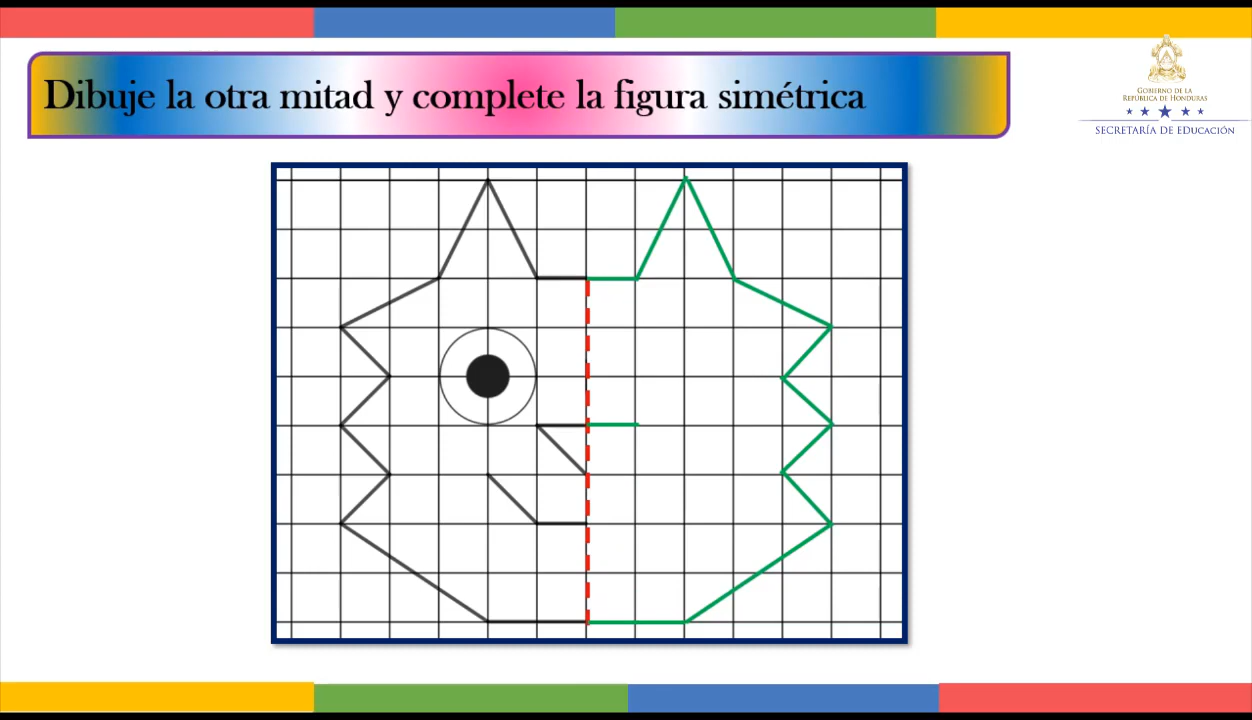 Dibuje la otra mitad y complete la figura simétrica
GOBIERNO DE LA
REPÚBLICA DE HONDURAS
SECRETARÍA DE EDUCACIÓN